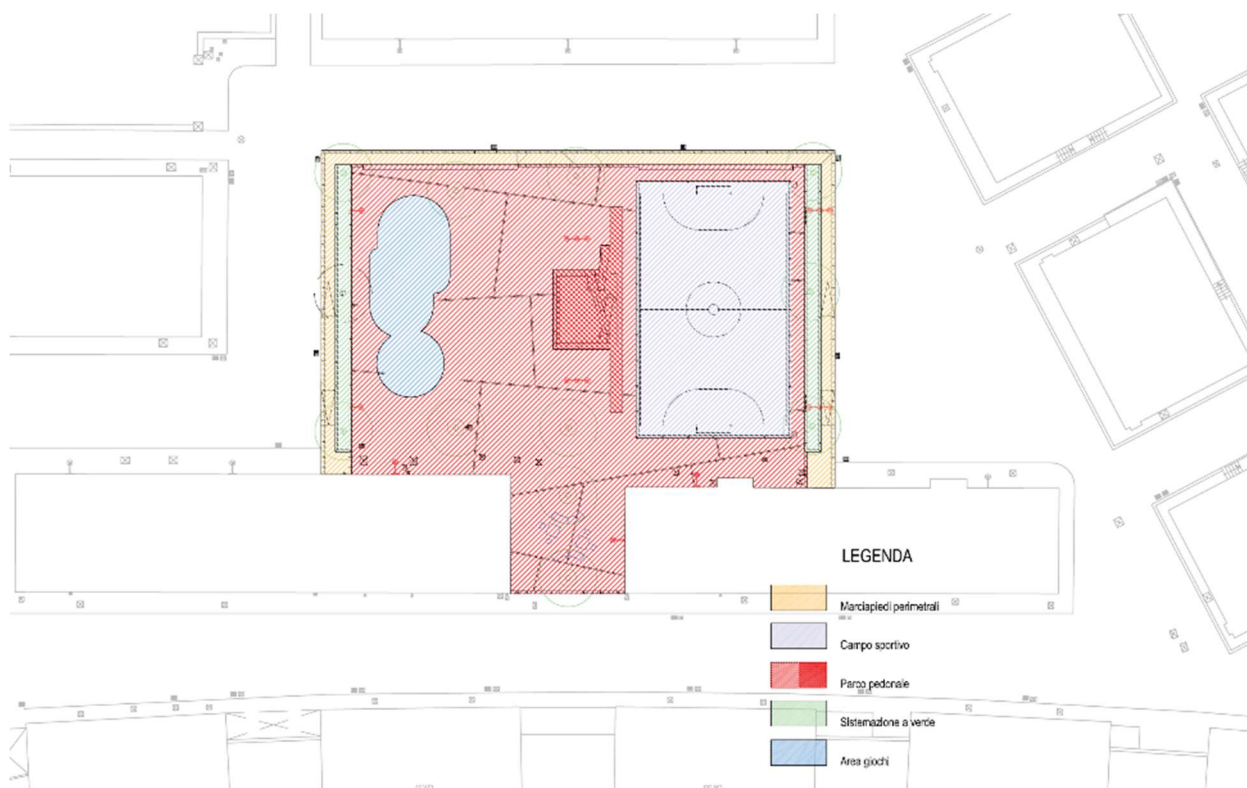 LEGENDA
Marciapiedi perimetrali
Campo sportivo
Parco pedonale
Sistemazione a verde
Area giochi